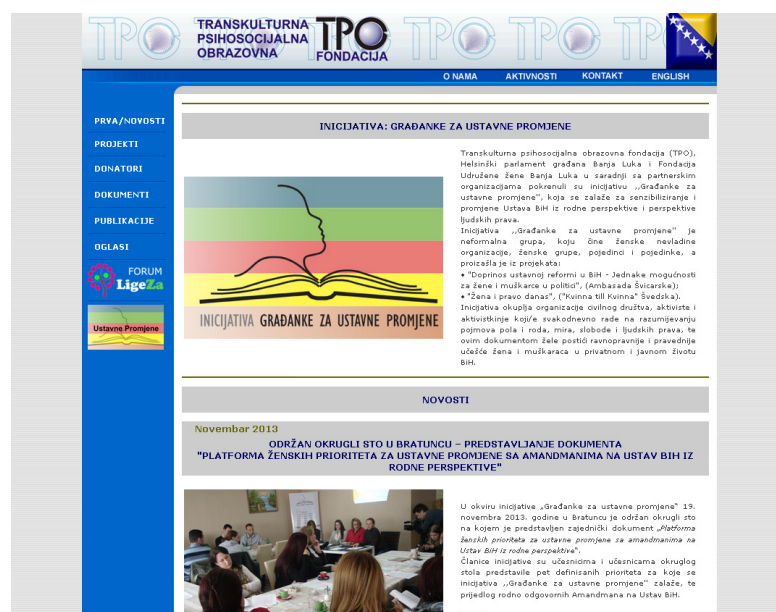 TRANSKULTURNA
PSIHOSOCIJALNA
OBRAZOVNA
TPO
FONDACIJA
O NAMA AKTIVNOSTI KONTAKT ENGLISH
PRVA/NOVOSTI
PROJEKTI
DONATORI
DOKUMENTI
PUBLIKACIJE
OGLASI
FORUM
LigeZa
Ustavne Promjene
INICIJATIVA: GRAĐANKE ZA USTAVNE PROMJENE
INICIJATIVA GRAĐANKE ZA USTAVNE PROMJENE
Transkulturna psihosocijalna obrazovna fondacija (TPO),
Helsinški parlament građana Banja Luka i Fondacija
Udružene žene Banja Luka u saradnji sa partnerskim
organizacijama pokrenuli su inicijativu ,,Građanke za
ustavne promjene", koja se zalaže za senzibiliziranje i
promjene Ustava BiH iz rodne perspektive i perspektive
ljudskih prava.
Inicijativa ,,Građanke za ustavne promjene" je
neformalna grupa, koju čine ženske nevladine
organizacije, ženske grupe, pojedinci i pojedinke, a
proizašla je iz projekata:
• "Doprinos ustavnoj reformi u BiH - Jednake mogućnosti
za žene i muškarce u politici", (Ambasada Švicarske);
• "Žena i pravo danas", ("Kvinna till Kvinna" Švedska).
Inicijativa okuplja organizacije civilnog društva, aktiviste i
aktivistkinje koji/e svakodnevno rade na razumijevanju
pojmova pola i roda, mira, slobode i ljudskih prava, te
ovim dokumentom žele postići ravnopravnije i pravednije
učešće žena i muškaraca u privatnom i javnom životu
BiH.
NOVOSTI
Novembar 2013
ODRŽAN OKRUGLI STO U BRATUNCU – PREDSTAVLJANJE DOKUMENTA
"PLATFORMA ŽENSKIH PRIORITETA ZA USTAVNE PROMJENE SA AMANDMANIMA NA USTAV BIH IZ
RODNE PERSPEKTIVE"
U okviru inicijative „Građanke za ustavne promjene" 19.
novembra 2013. godine u Bratuncu je održan okrugli sto
na kojem je predstavljen zajednički dokument „Platforma
ženskih prioriteta za ustavne promjene sa amandmanima na
Ustav BiH iz rodne perspektive".
Članice inicijative su učesnicima i učesnicama okruglog
stola predstavile pet definisanih prioriteta za koje se
inicijativa ,,Građanke za ustavne promjene" zalaže, te
prijedlog rodno odgovornih Amandmana na Ustav BiH.